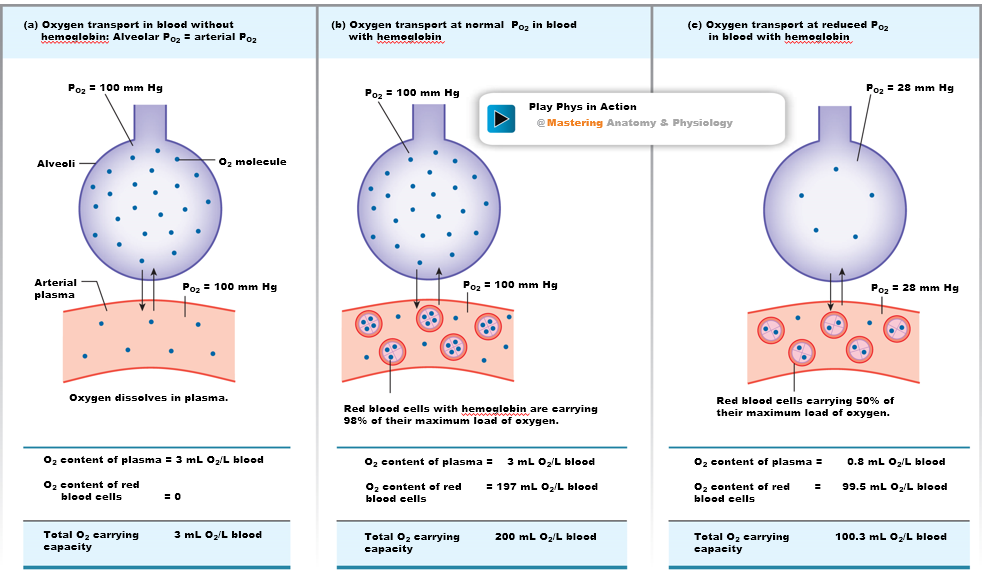 (a) Oxygen transport in blood without
hemoglobin: Alveolar PO2 = arterial PO2
PO2 = 100 mm Hg
Alveoli
O2 molecule
Arterial
plasma
PO2 = 100 mm Hg
Oxygen dissolves in plasma.
O2 content of plasma = 3 mL O2/L blood
O2 content of red
blood cells = 0
Total O2 carrying 3 mL O2/L blood
capacity
(b) Oxygen transport at normal PO2 in blood
with hemoglobin
PO2 = 100 mm Hg
Play Phys in Action
@Mastering Anatomy & Physiology
PO2 = 100 mm Hg
Red blood cells with hemoglobin are carrying
98% of their maximum load of oxygen.
O2 content of plasma = 3 mL O2/L blood
O2 content of red = 197 mL O2/L blood
blood cells
Total O2 carrying 200 mL O2/L blood
capacity
(c) Oxygen transport at reduced PO2
in blood with hemoglobin
PO2 = 28 mm Hg
PO2 = 28 mm Hg
Red blood cells carrying 50% of
their maximum load of oxygen.
O2 content of plasma = 0.8 mL O2/L blood
O2 content of red = 99.5 mL O2/L blood
blood cells
Total O2 carrying 100.3 mL O2/L blood
capacity